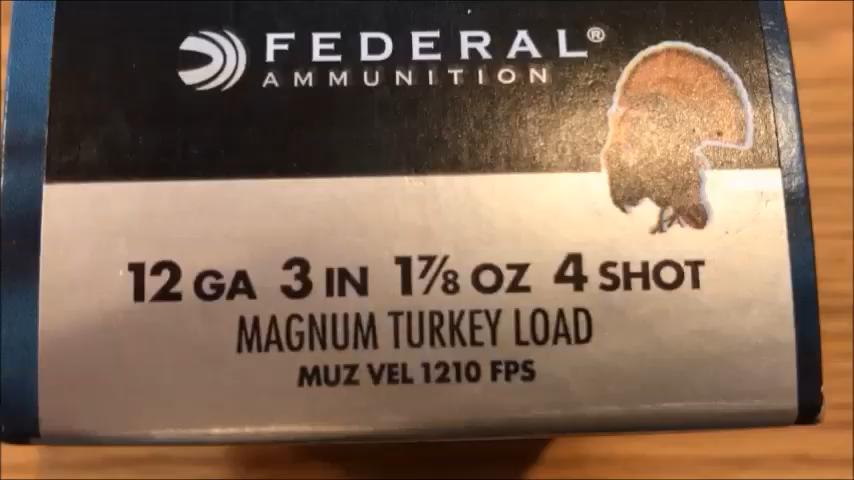 FEDERAL®
AMMUNITION
12 GA 3 IN 1⅞ OZ 4 SHOT
MAGNUM TURKEY LOAD
MUZ VEL 1210 FPS